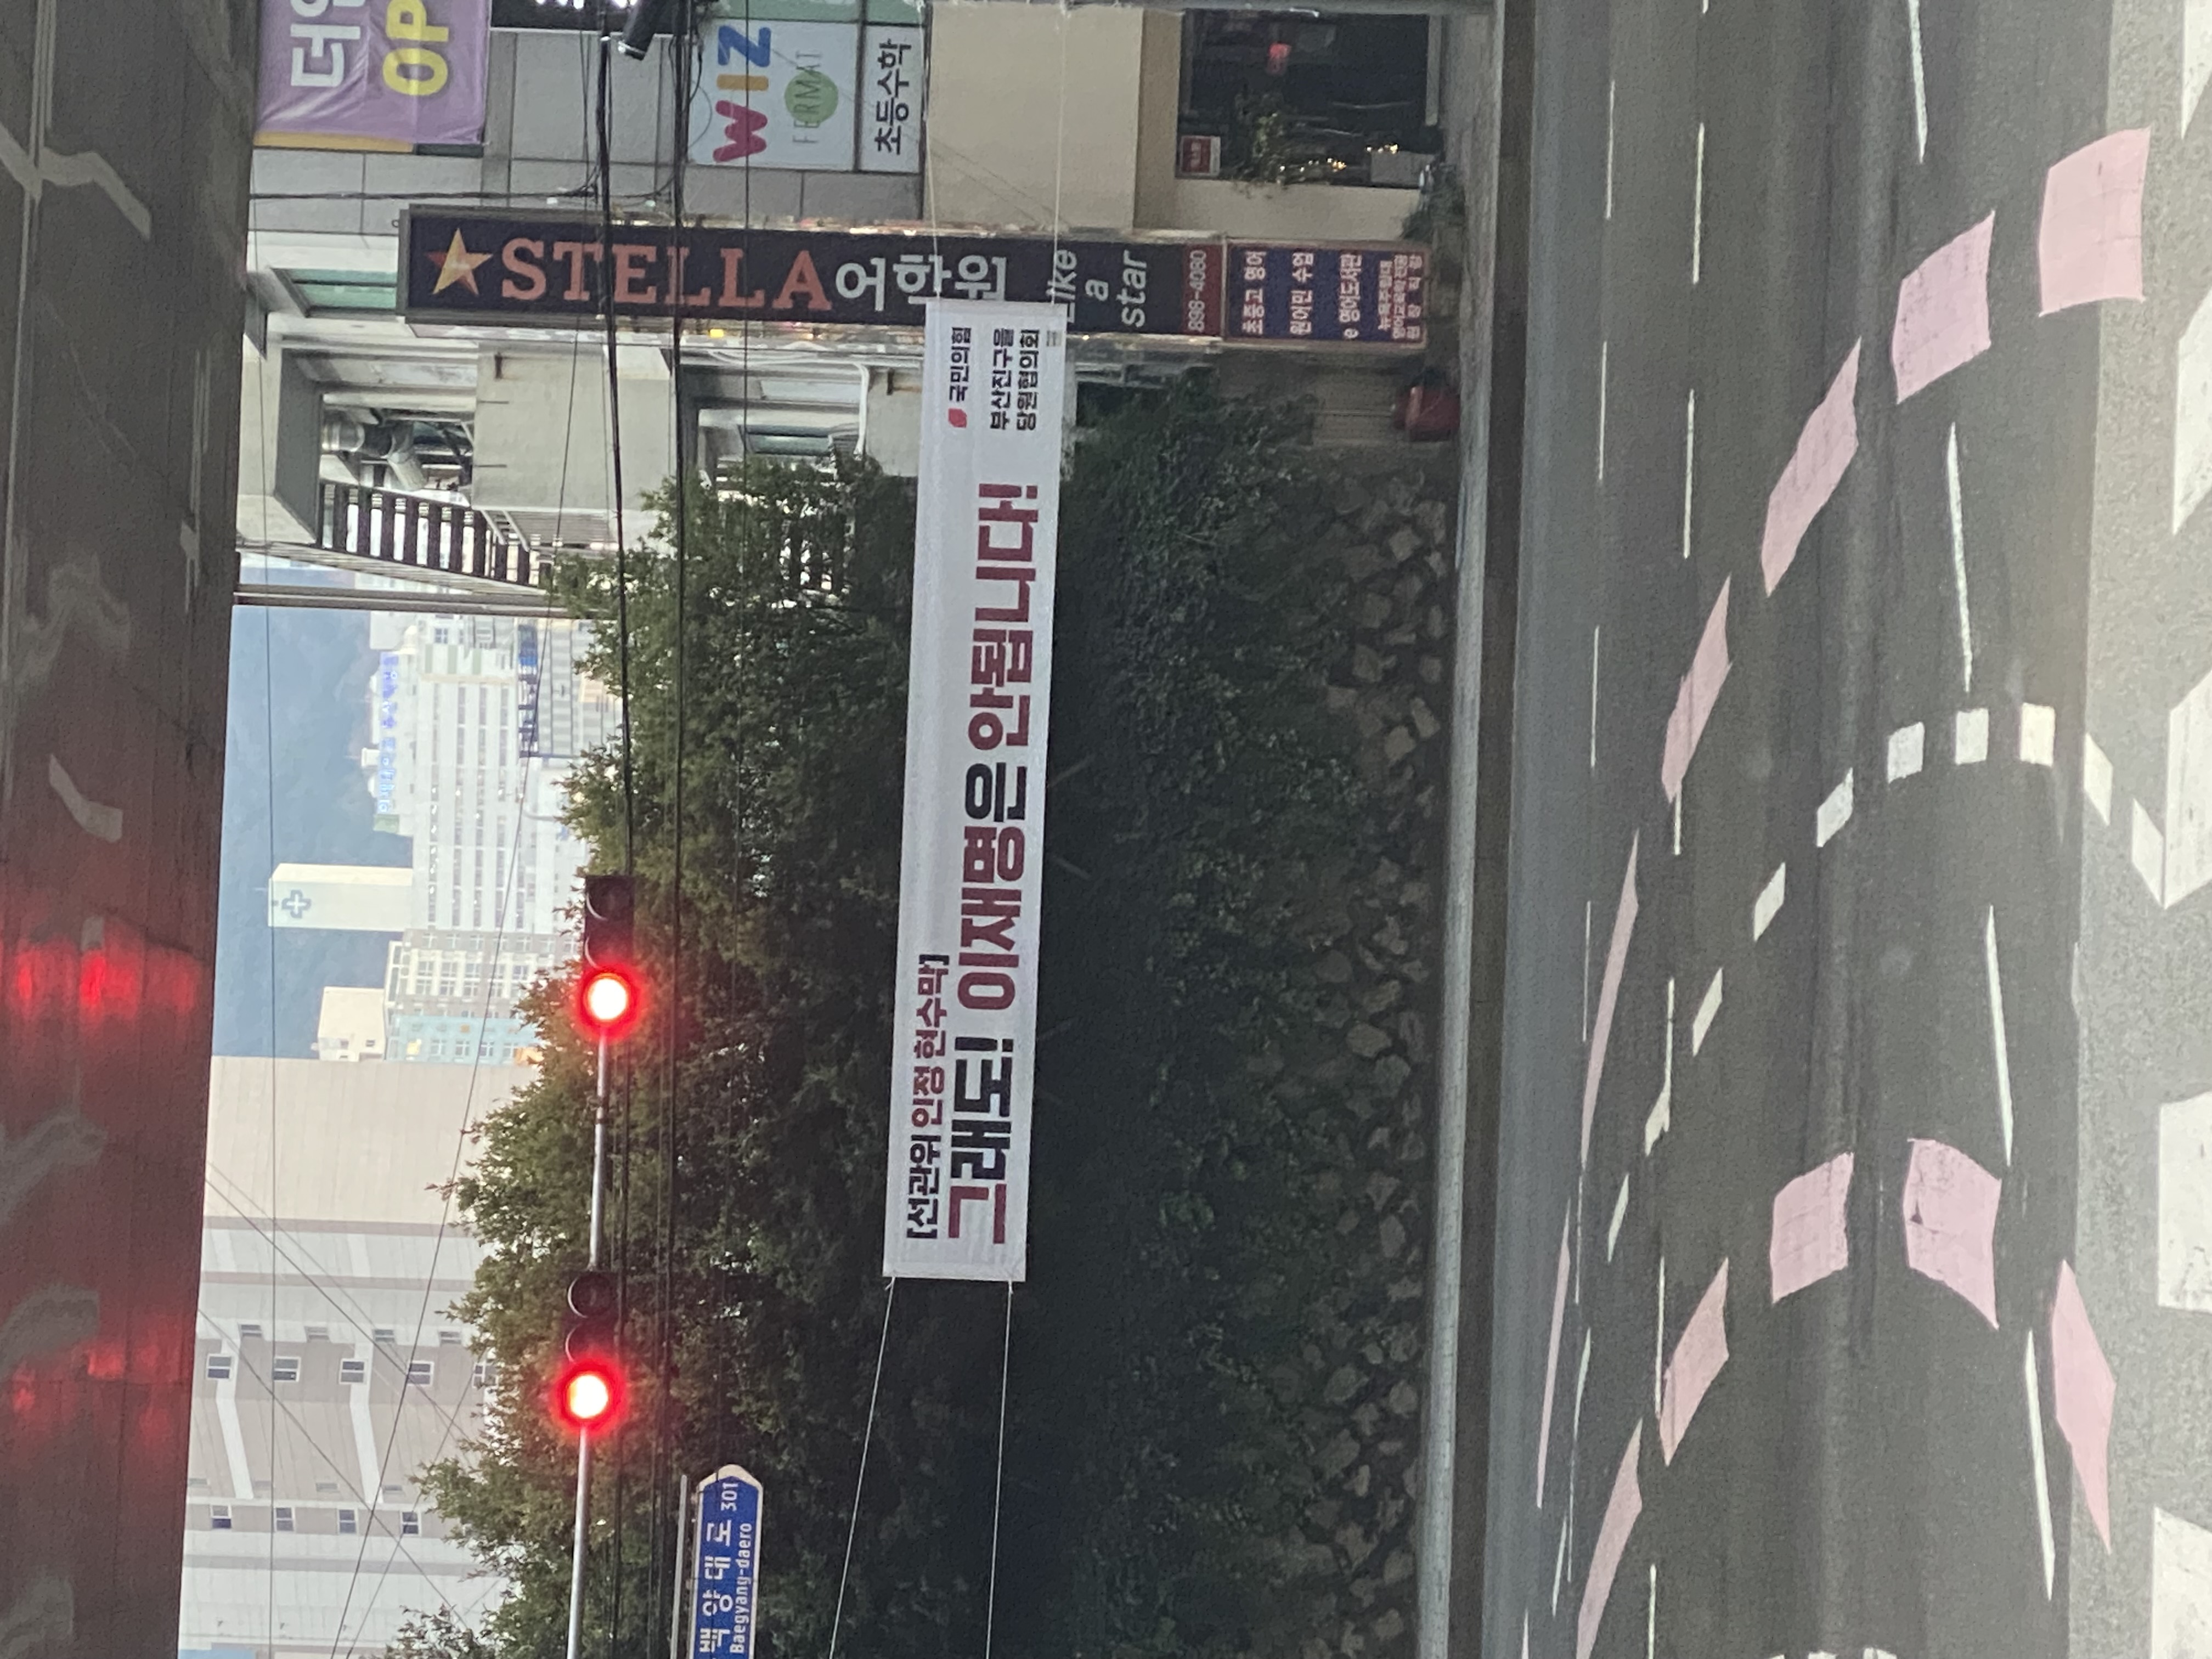 [선관위 인정 현수막]
그래도! 이재명은 안됩니다!
국민의힘
부산진구을
당원협의회
STELLA어학원
Like
a
star
898-4080
초중고 영어
원어민 수업
e 영어도서관
WIZ
FERMAT
초등수학
더와
OP
백양대로 301
Baegyang-daero